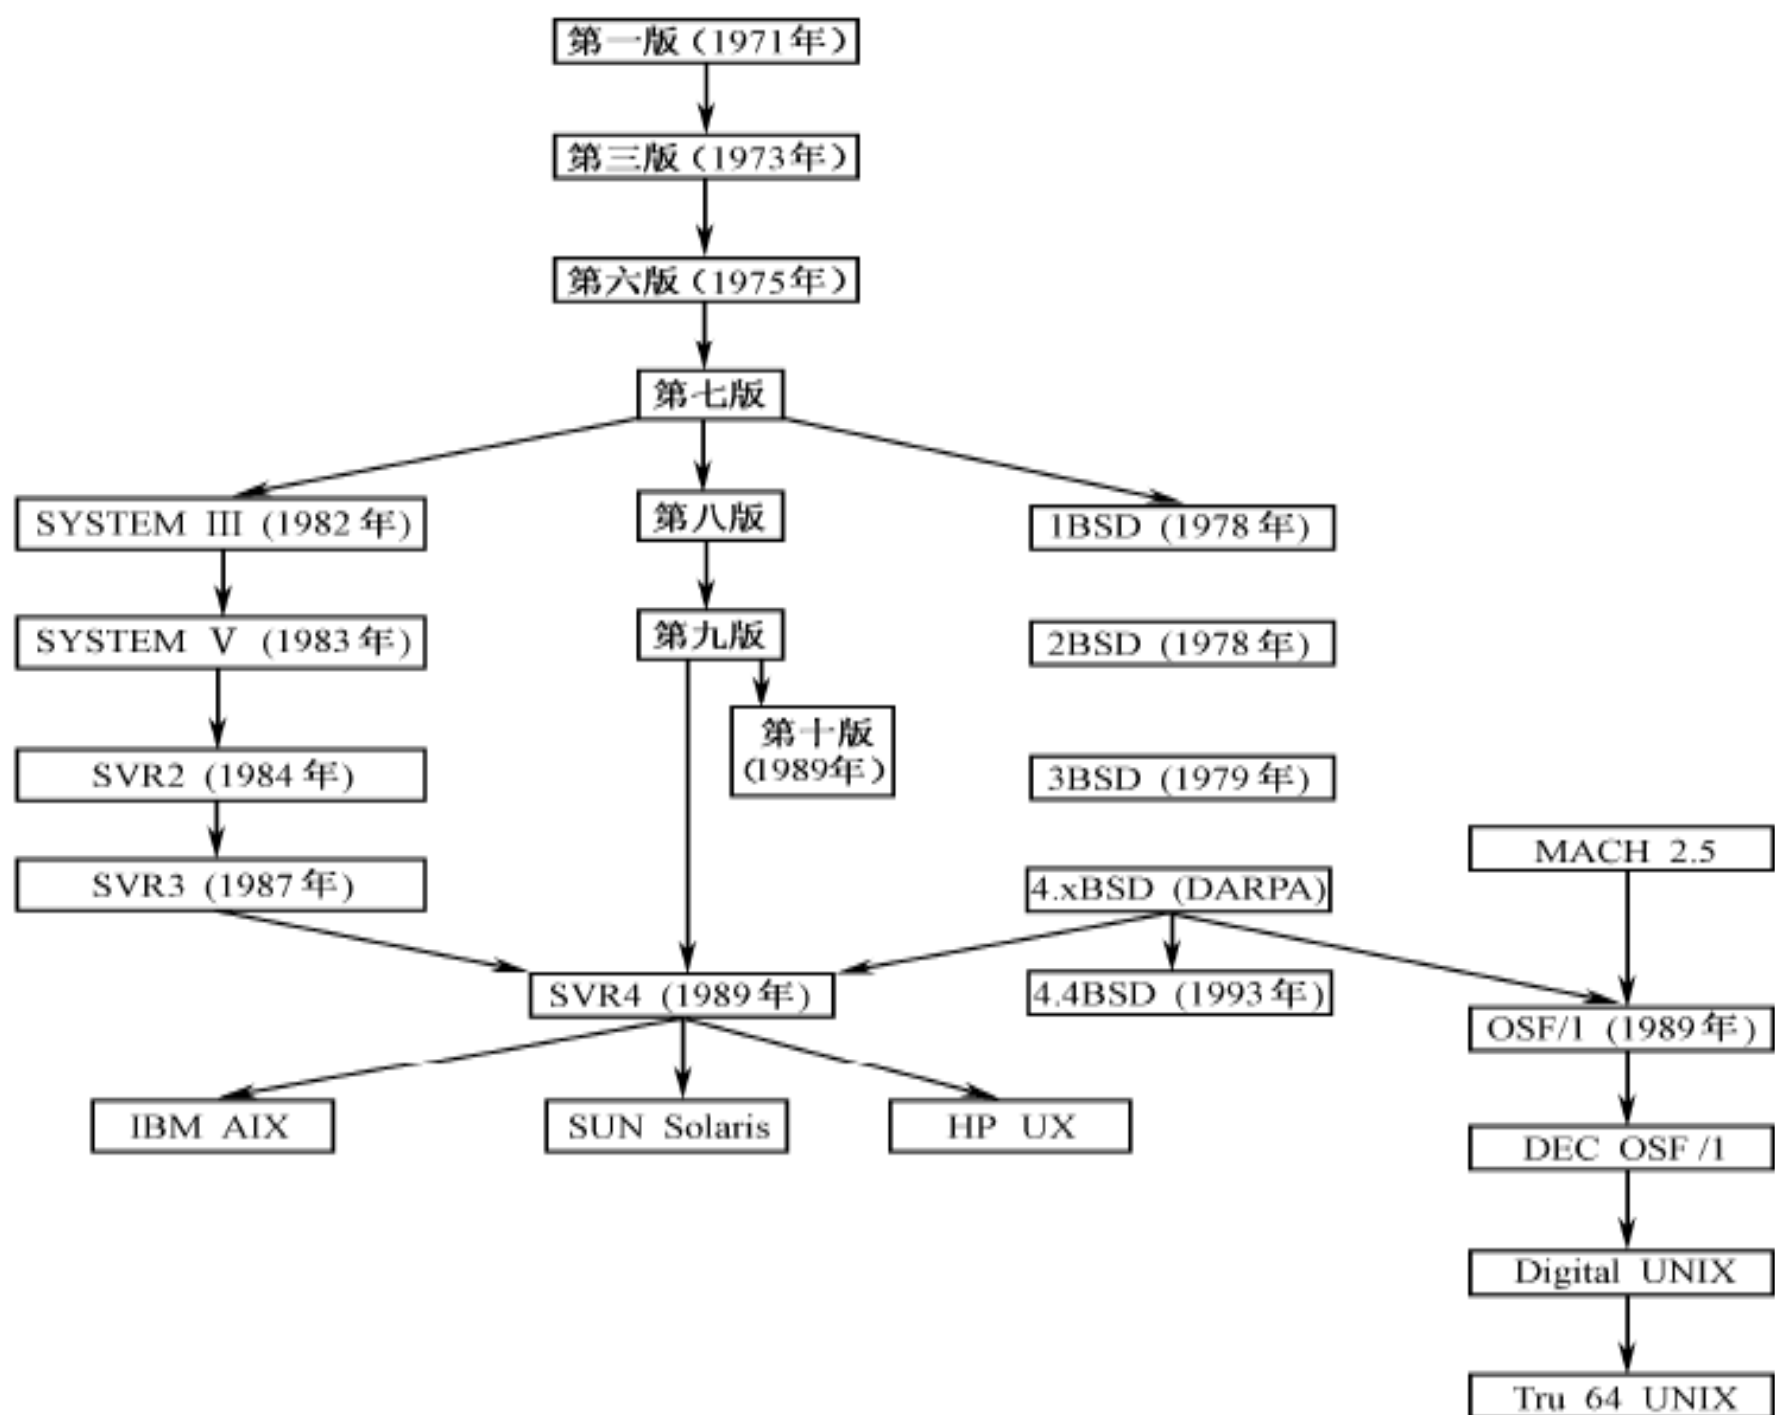 第一版（1971年）
第三版（1973年）
第六版（1975年）
第七版
SYSTEM III (1982年)
第八版
1BSD (1978年)
SYSTEM V (1983年)
第九版
2BSD (1978年)
第十版
（1989年）
SVR2 (1984年)
3BSD (1979年)
MACH 2.5
SVR3 (1987年)
4.xBSD (DARPA)
SVR4 (1989年)
4.4BSD (1993年)
OSF/1 (1989年)
IBM AIX
SUN Solaris
HP UX
DEC OSF /1
Digital UNIX
Tru 64 UNIX